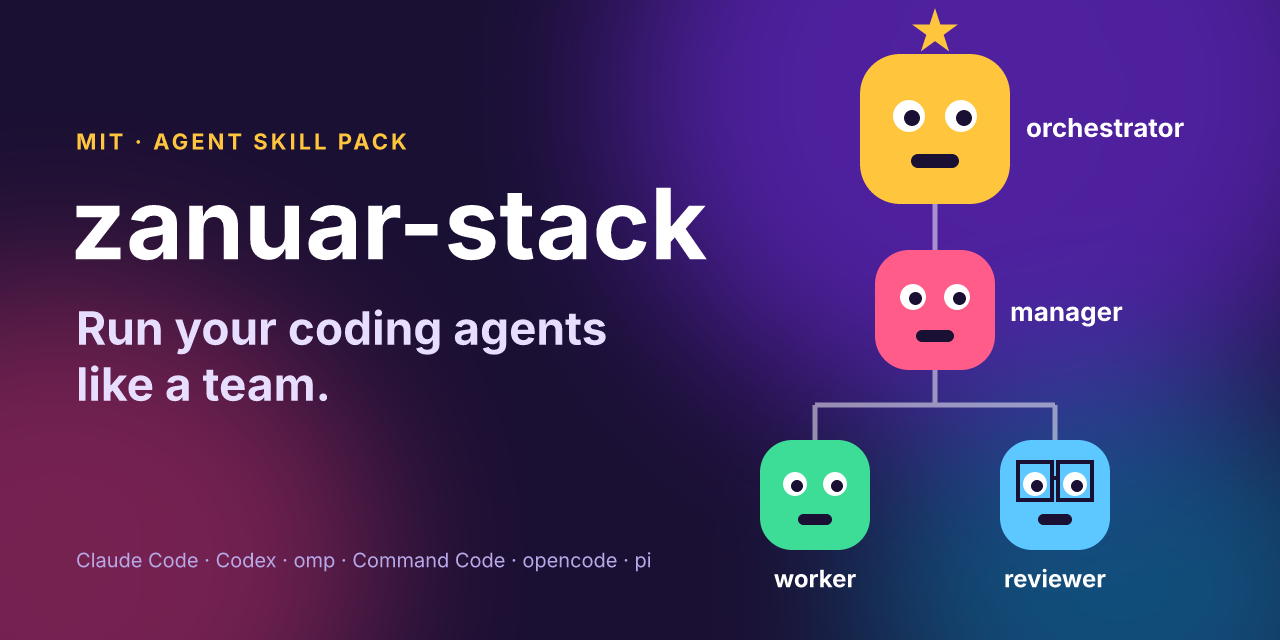 MIT · AGENT SKILL PACK
zanuar-stack
Run your coding agents
like a team.
Claude Code · Codex · omp · Command Code · opencode · pi
orchestrator
manager
worker
reviewer